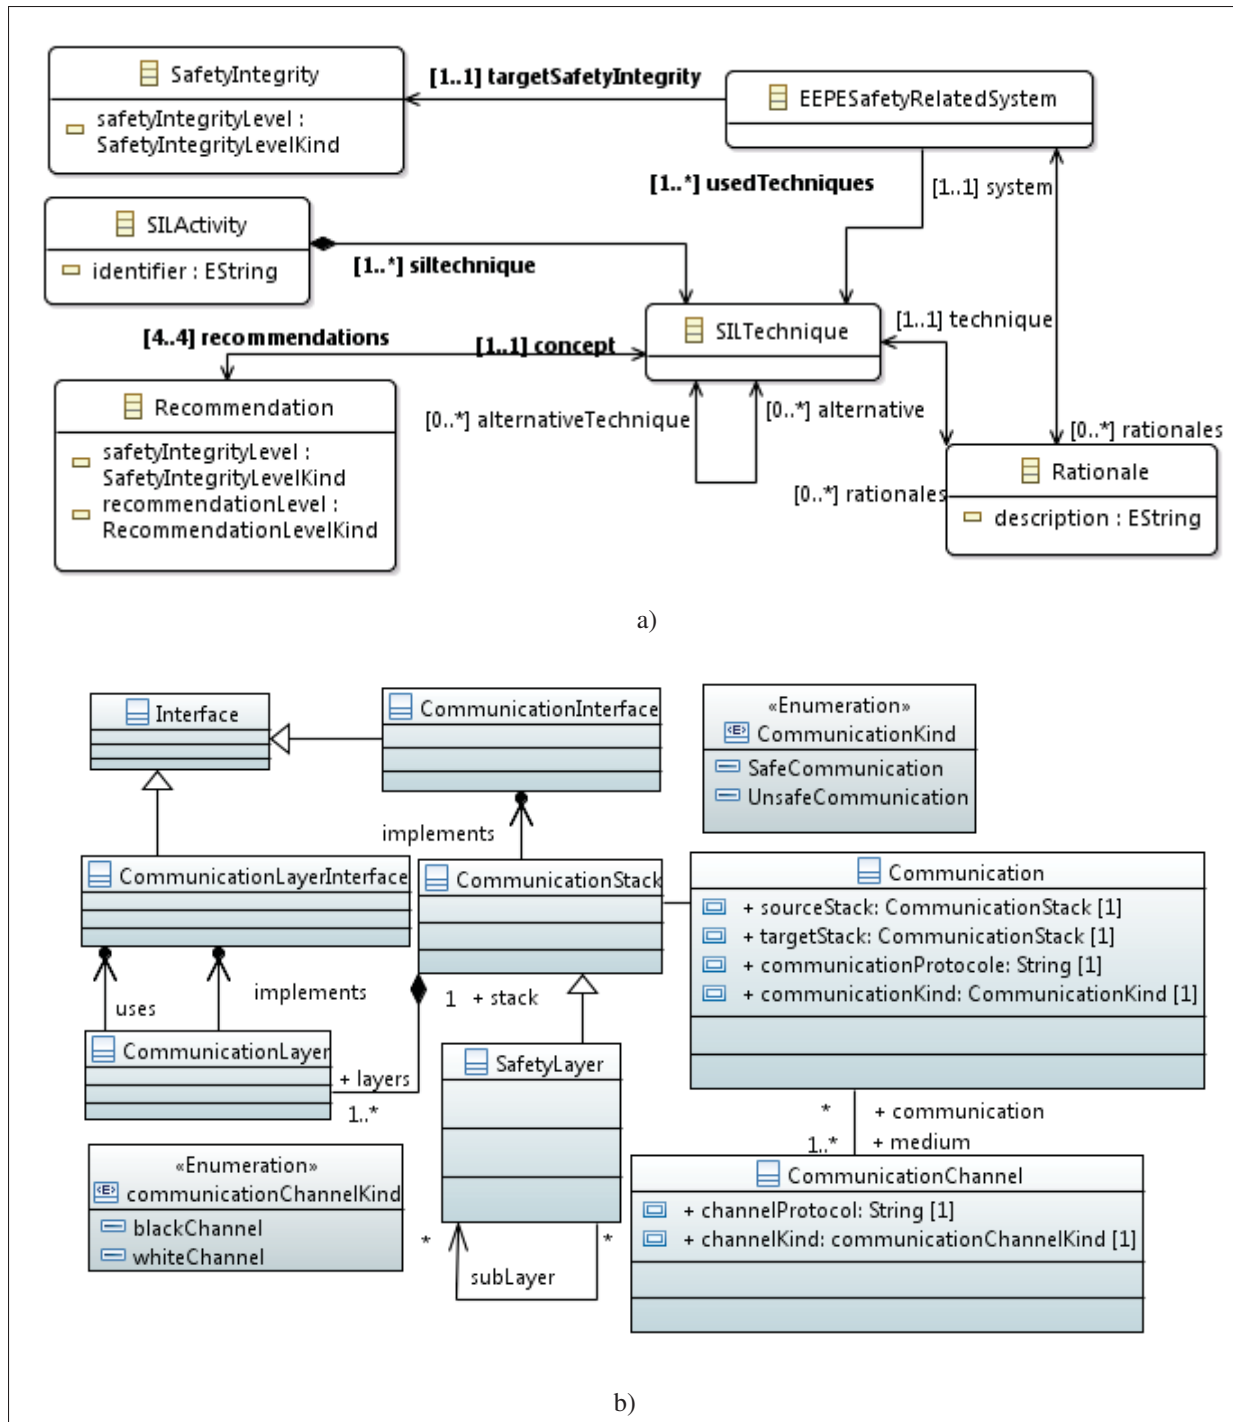 SafetyIntegrity
safetyIntegrityLevel :
SafetyIntegrityLevelKind
[1..1] targetSafetyIntegrity
EEPESafetyRelatedSystem
[1..*] usedTechniques
[1..1] system
SILActivity
identifier : EString
[1..*] siltechnique
[4..4] recommendations
[1..1] concept
SILTechnique
[1..1] technique
Recommendation
safetyIntegrityLevel :
SafetyIntegrityLevelKind
recommendationLevel :
RecommendationLevelKind
[0..*] alternativeTechnique
[0..*] alternative
[0..*] rationales
[0..*] rationales
Rationale
description : EString
a)
Interface
CommunicationInterface
«Enumeration»
CommunicationKind
SafeCommunication
UnsafeCommunication
implements
CommunicationLayerInterface
CommunicationStack
Communication
+ sourceStack: CommunicationStack [1]
+ targetStack: CommunicationStack [1]
+ communicationProtocole: String [1]
+ communicationKind: CommunicationKind [1]
uses
implements
1 + stack
CommunicationLayer
+ layers
1..*
SafetyLayer
* + communication
1..* + medium
«Enumeration»
communicationChannelKind
blackChannel
whiteChannel
*
*
subLayer
CommunicationChannel
+ channelProtocol: String [1]
+ channelKind: communicationChannelKind [1]
b)